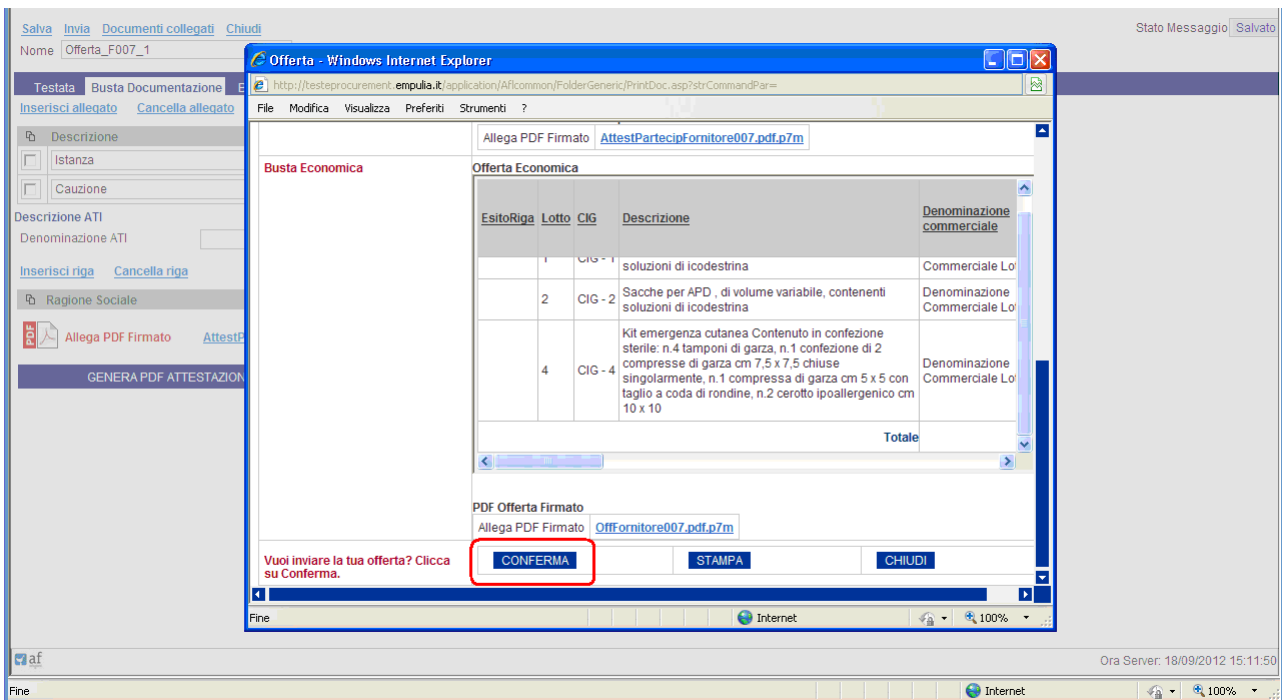 Salva Invia Documenti collegati Chiudi
Stato Messaggio Salvato
Nome Offerta_F007_1
Offerta - Windows Internet Explorer
http://testeprocurement.empulia.it/application/Aflcommon/FolderGeneric/PrintDoc.asp?strCommandPar=
Testata Busta Documentazione E
Inserisci allegato Cancella allegato
File Modifica Visualizza Preferiti Strumenti ?
Descrizione
Istanza
Cauzione
Descrizione ATI
Denominazione ATI
Inserisci riga Cancella riga
Ragione Sociale
PDF Allega PDF Firmato AttestP
GENERA PDF ATTESTAZION
Allega PDF Firmato AttestPartecipFornitore007.pdf.p7m
Busta Economica
Offerta Economica
EsitoRiga Lotto CIG Descrizione Denominazione
commerciale
1 CIG - 1 soluzioni di icodestrina Commerciale Lo
2 CIG - 2 Sacche per APD , di volume variabile, contenenti
soluzioni di icodestrina
Denominazione
Commerciale Lo
4 CIG - 4 Kit emergenza cutanea Contenuto in confezione
sterile: n.4 tamponi di garza, n.1 confezione di 2
compresse di garza cm 7,5 x 7,5 chiuse
singolarmente, n.1 compressa di garza cm 5 x 5 con
taglio a coda di rondine, n.2 cerotto ipoallergenico cm
10 x 10
Denominazione
Commerciale Lo
Totale
PDF Offerta Firmato
Allega PDF Firmato OffFornitore007.pdf.p7m
Vuoi inviare la tua offerta? Clicca
su Conferma.
CONFERMA STAMPA CHIUDI
Fine Internet 100%
af
Ora Server: 18/09/2012 15:11:50
Fine Internet 100%